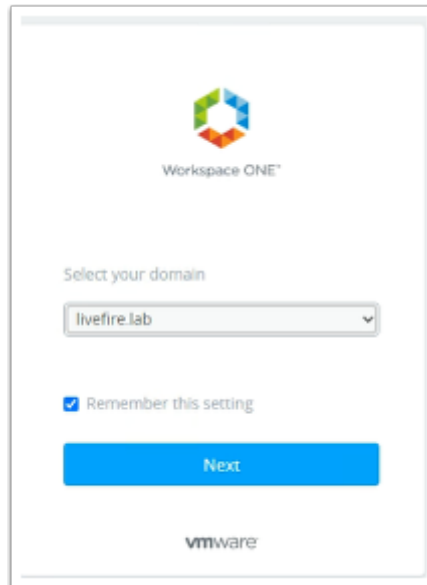 Workspace ONE™
Select your domain
livefire.lab
Remember this setting
Next
vmware